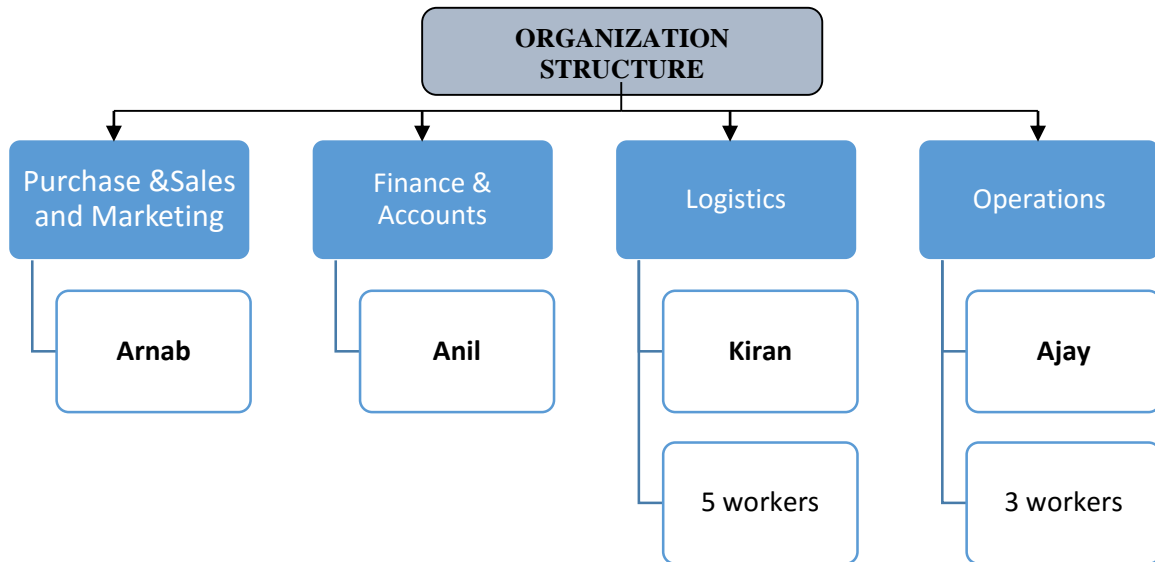 ORGANIZATION
STRUCTURE
Purchase &Sales
and Marketing
Finance &
Accounts
Logistics
Operations
Arnab
Anil
Kiran
Ajay
5 workers
3 workers